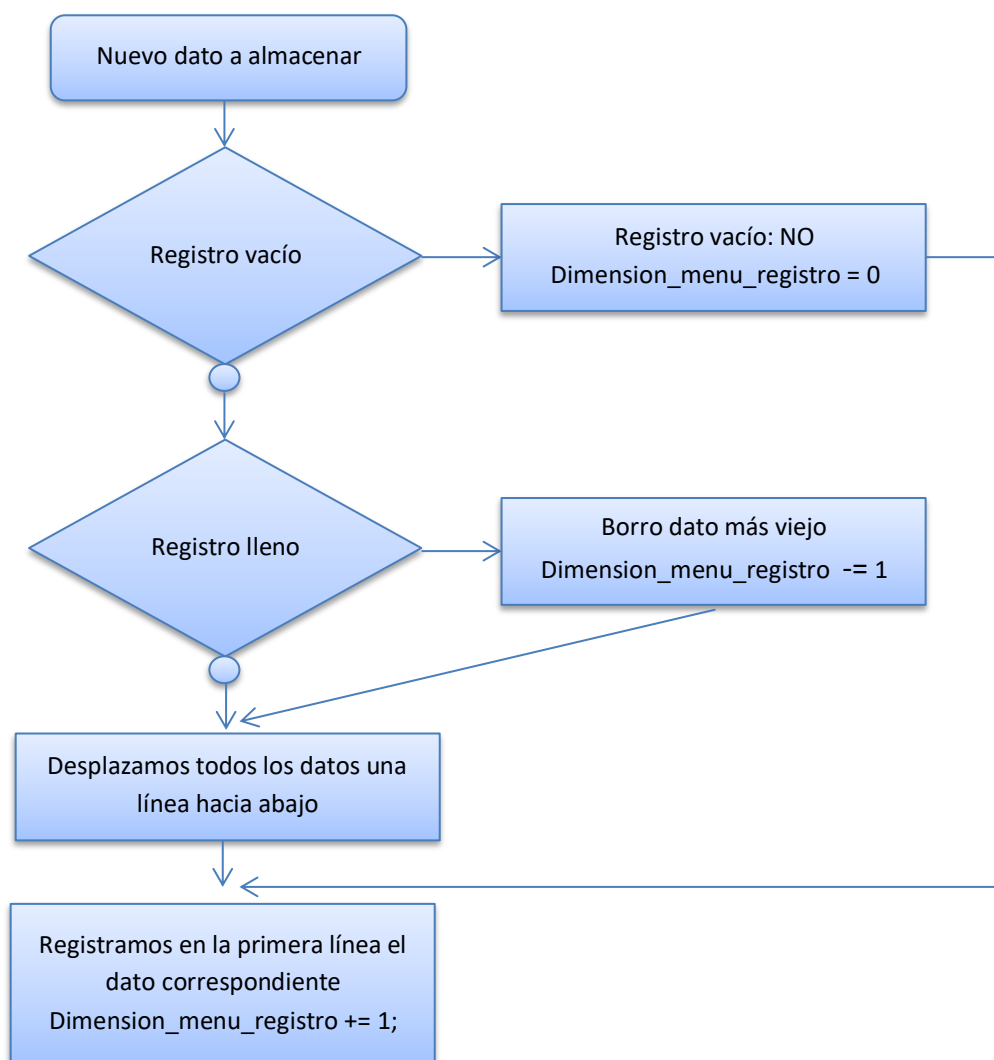 Nuevo dato a almacenar
Registro vacío
Registro vacío: NO
Dimension_menu_registro = 0
Registro lleno
Borro dato más viejo
Dimension_menu_registro -= 1
Desplazamos todos los datos una
línea hacia abajo
Registramos en la primera línea el
dato correspondiente
Dimension_menu_registro += 1;